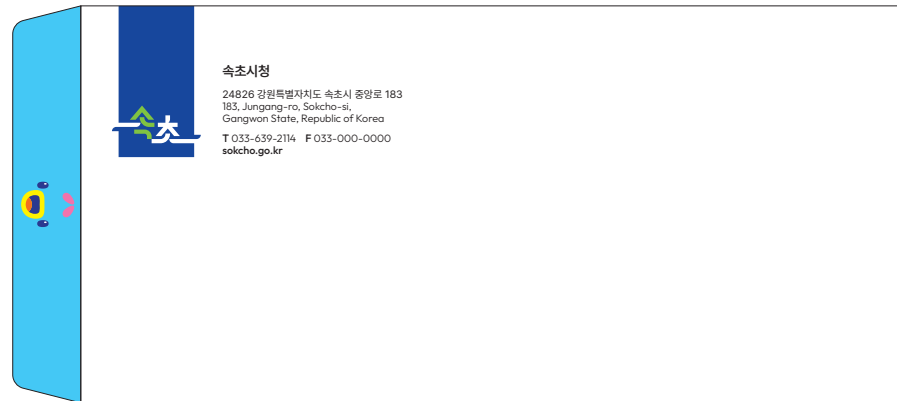 속초
속초시청
24826 강원특별자치도 속초시 중앙로 183
183, Jungang-ro, Sokcho-si,
Gangwon State, Republic of Korea
T 033-639-2114 F 033-000-0000
sokcho.go.kr